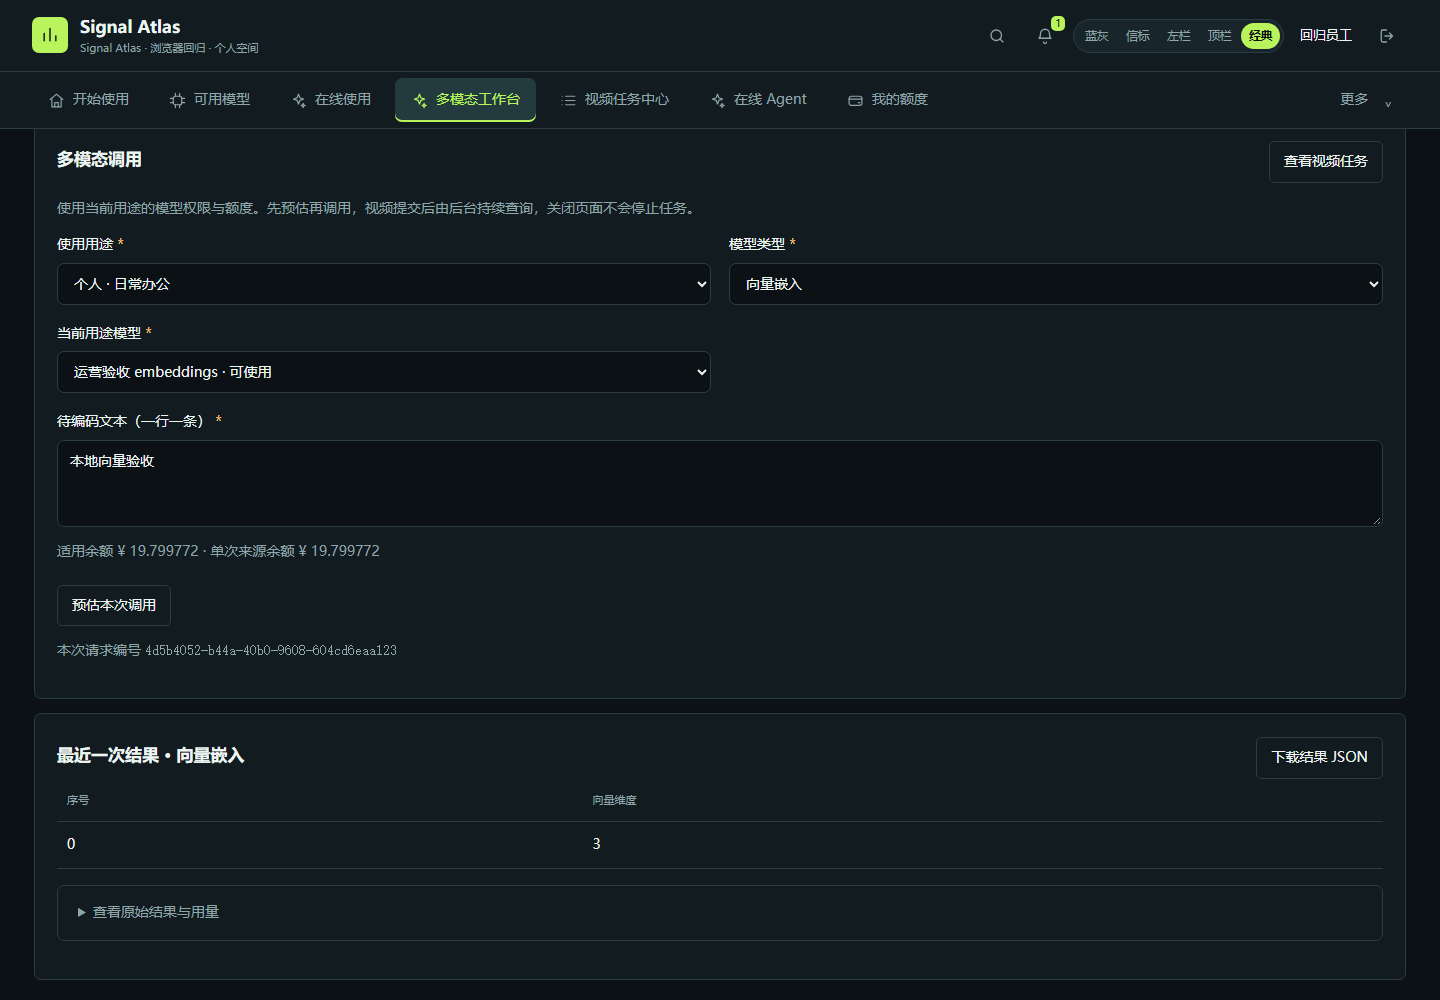 Signal Atlas
Signal Atlas · 浏览器回归 · 个人空间
1
蓝灰 信标 左栏 顶栏 经典 回归员工
开始使用 可用模型 在线使用 多模态工作台 视频任务中心 在线 Agent 我的额度 更多
多模态调用 查看视频任务
使用当前用途的模型权限与额度。先预估再调用，视频提交后由后台持续查询，关闭页面不会停止任务。
使用用途 * 模型类型 *
个人 · 日常办公 向量嵌入
当前用途模型 *
运营验收 embeddings · 可使用
待编码文本（一行一条） *
本地向量验收
适用余额 ¥ 19.799772 · 单次来源余额 ¥ 19.799772
预估本次调用
本次请求编号 4d5b4052-b44a-40b0-9608-604cd6eaa123
最近一次结果 • 向量嵌入 下载结果 JSON
序号 向量维度
0 3
查看原始结果与用量